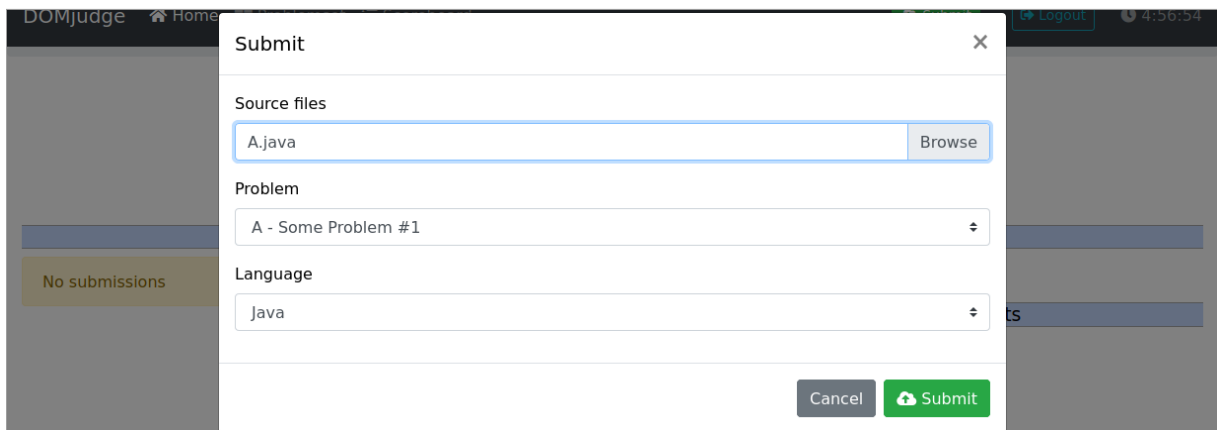 DOMjudge Home Logout 4:56:54
Submit ×
Source files
A.java Browse
Problem
A - Some Problem #1
No submissions
Language
Java
ts
Cancel Submit